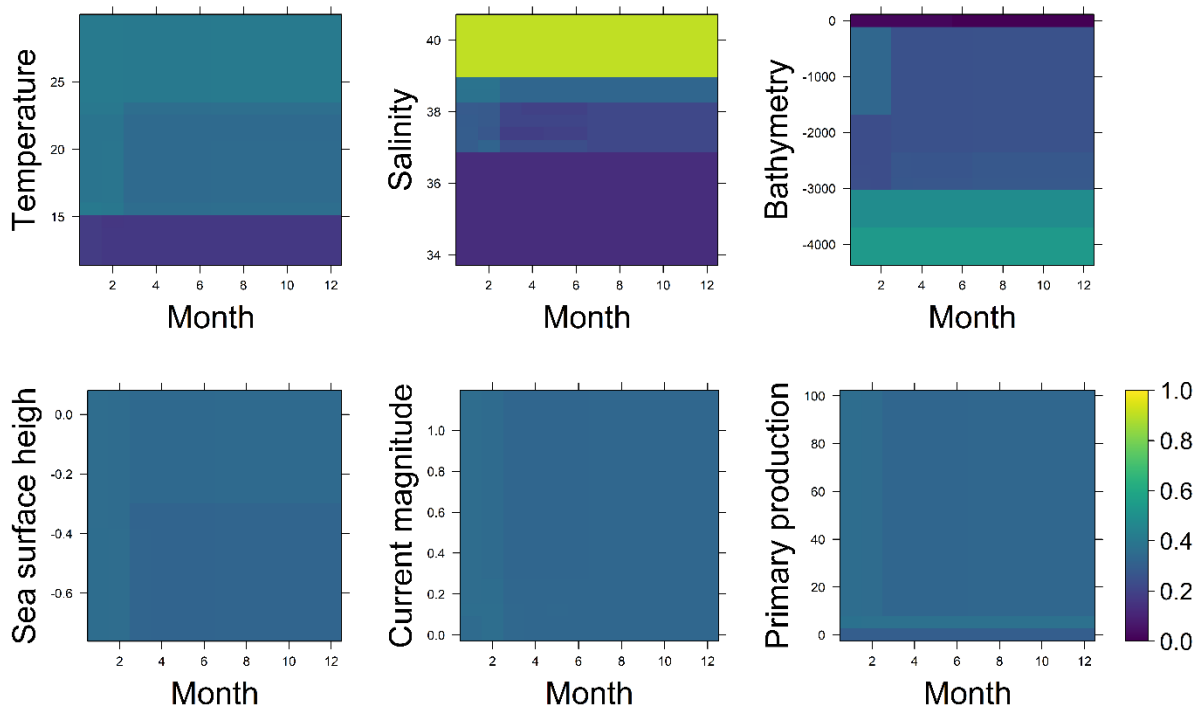 Temperature
25
20
15
2 4 6 8 10 12
Month
Salinity
40
38
36
34
2 4 6 8 10 12
Month
Bathymetry
0
-1000
-2000
-3000
-4000
2 4 6 8 10 12
Month
Sea surface heigh
0.0
-0.2
-0.4
-0.6
2 4 6 8 10 12
Month
Current magnitude
1.0
0.8
0.6
0.4
0.2
0.0
2 4 6 8 10 12
Month
Primary production
100
80
60
40
20
0
2 4 6 8 10 12
Month
1.0
0.8
0.6
0.4
0.2
0.0